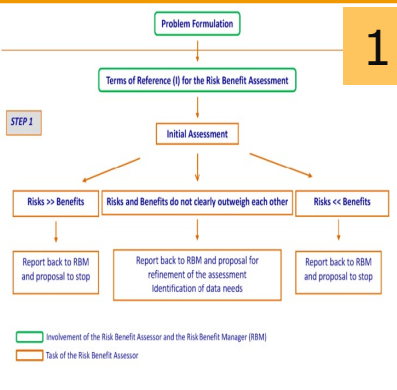 Problem Formulation
1
Terms of Reference (I) for the Risk Benefit Assessment
STEP 1
Initial Assessment
Risks >> Benefits
Risks and Benefits do not clearly outweigh each other
Risks << Benefits
Report back to RBM
and proposal to stop
Report back to RBM and proposal for
refinement of the assessment
Identification of data needs
Report back to RBM
and proposal to stop
Involvement of the Risk Benefit Assessor and the Risk Benefit Manager (RBM)
Task of the Risk Benefit Assessor